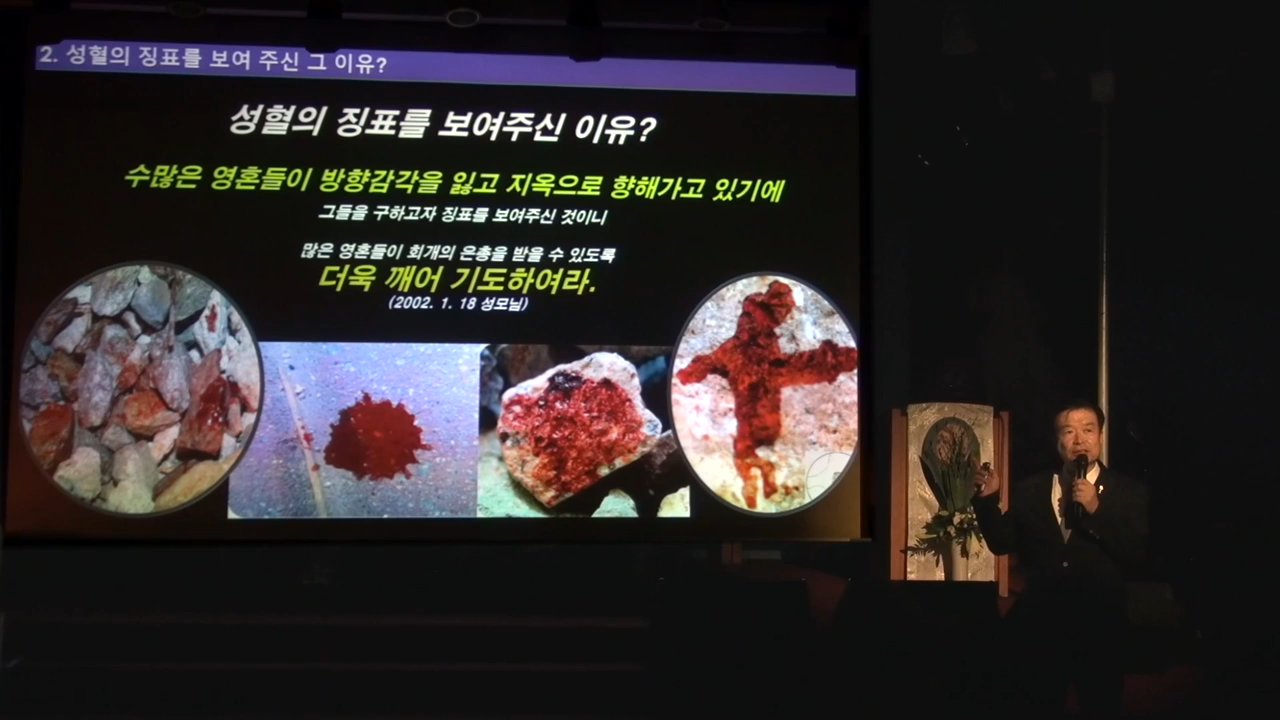 2. 성혈의 징표를 보여 주신 그 이유?
성혈의 징표를 보여주신 이유?
수많은 영혼들이 방향감각을 잃고 지옥으로 향해가고 있기에
그들을 구하고자 징표를 보여주신 것이니
많은 영혼들이 회개의 은총을 받을 수 있도록
더욱 깨어 기도하여라.
(2002. 1. 18 성모님)